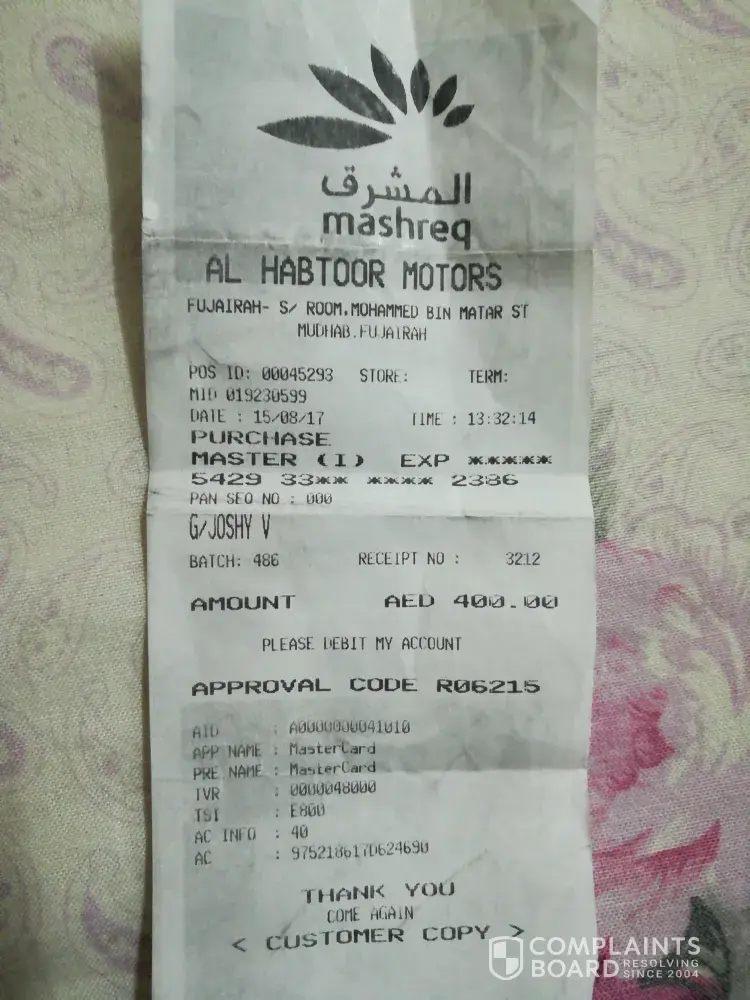 المشرق
mashreq
AL HABTOOR MOTORS
FUJAIRAH- S/ ROOM.MOHAMMED BIN MATAR ST
MUDHAB.FUJAIRAH
POS ID: 00045293 STORE: TERM:
MID 019230599
DATE : 15/08/17 TIME : 13:32:14
PURCHASE
MASTER (I) EXP *****
5429 33** **** 2386
PAN SEQ NO : 000
G/JOSHY V
BATCH: 486 RECEIPT NO : 3212
AMOUNT AED 400.00
PLEASE DEBIT MY ACCOUNT
APPROVAL CODE R06215
AID : A0000000041010
APP NAME : MasterCard
PRE NAME : MasterCard
TVR : 0000048000
TSI : E800
AC INFO : 40
AC : 975218617D624690
THANK YOU
COME AGAIN
< CUSTOMER COPY >
COMPLAINTS
BOARD RESOLVING
SINCE 2004